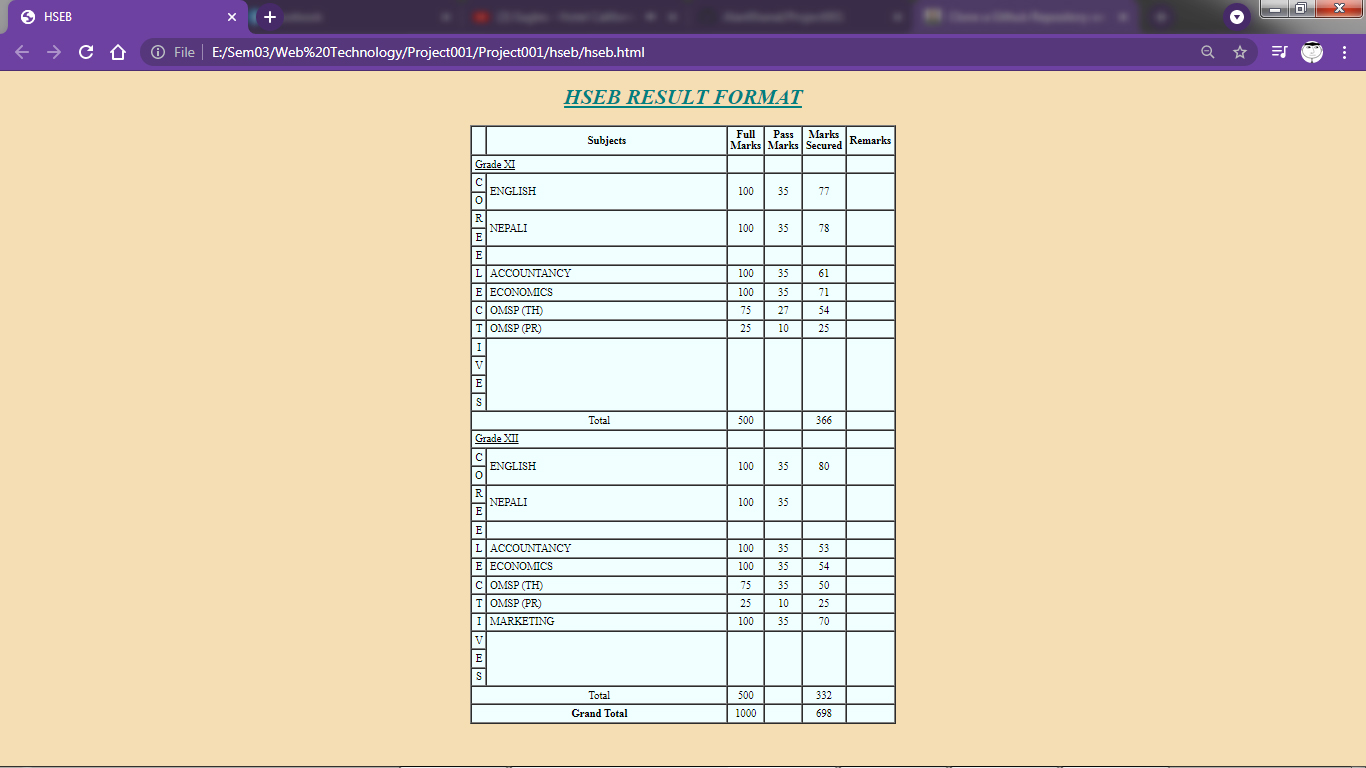 HSEB
File E:/Sem03/Web%20Technology/Project001/Project001/hseb/hseb.html
HSEB RESULT FORMAT
Subjects Full Marks Pass Marks Marks Secured Remarks
Grade XI
C ENGLISH 100 35 77
O
R NEPALI 100 35 78
E
E
L ACCOUNTANCY 100 35 61
E ECONOMICS 100 35 71
C OMSP (TH) 75 27 54
T OMSP (PR) 25 10 25
I
V
E
S
Total 500 366
Grade XII
C ENGLISH 100 35 80
O
R NEPALI 100 35
E
E
L ACCOUNTANCY 100 35 53
E ECONOMICS 100 35 54
C OMSP (TH) 75 35 50
T OMSP (PR) 25 10 25
I MARKETING 100 35 70
V
E
S
Total 500 332
Grand Total 1000 698